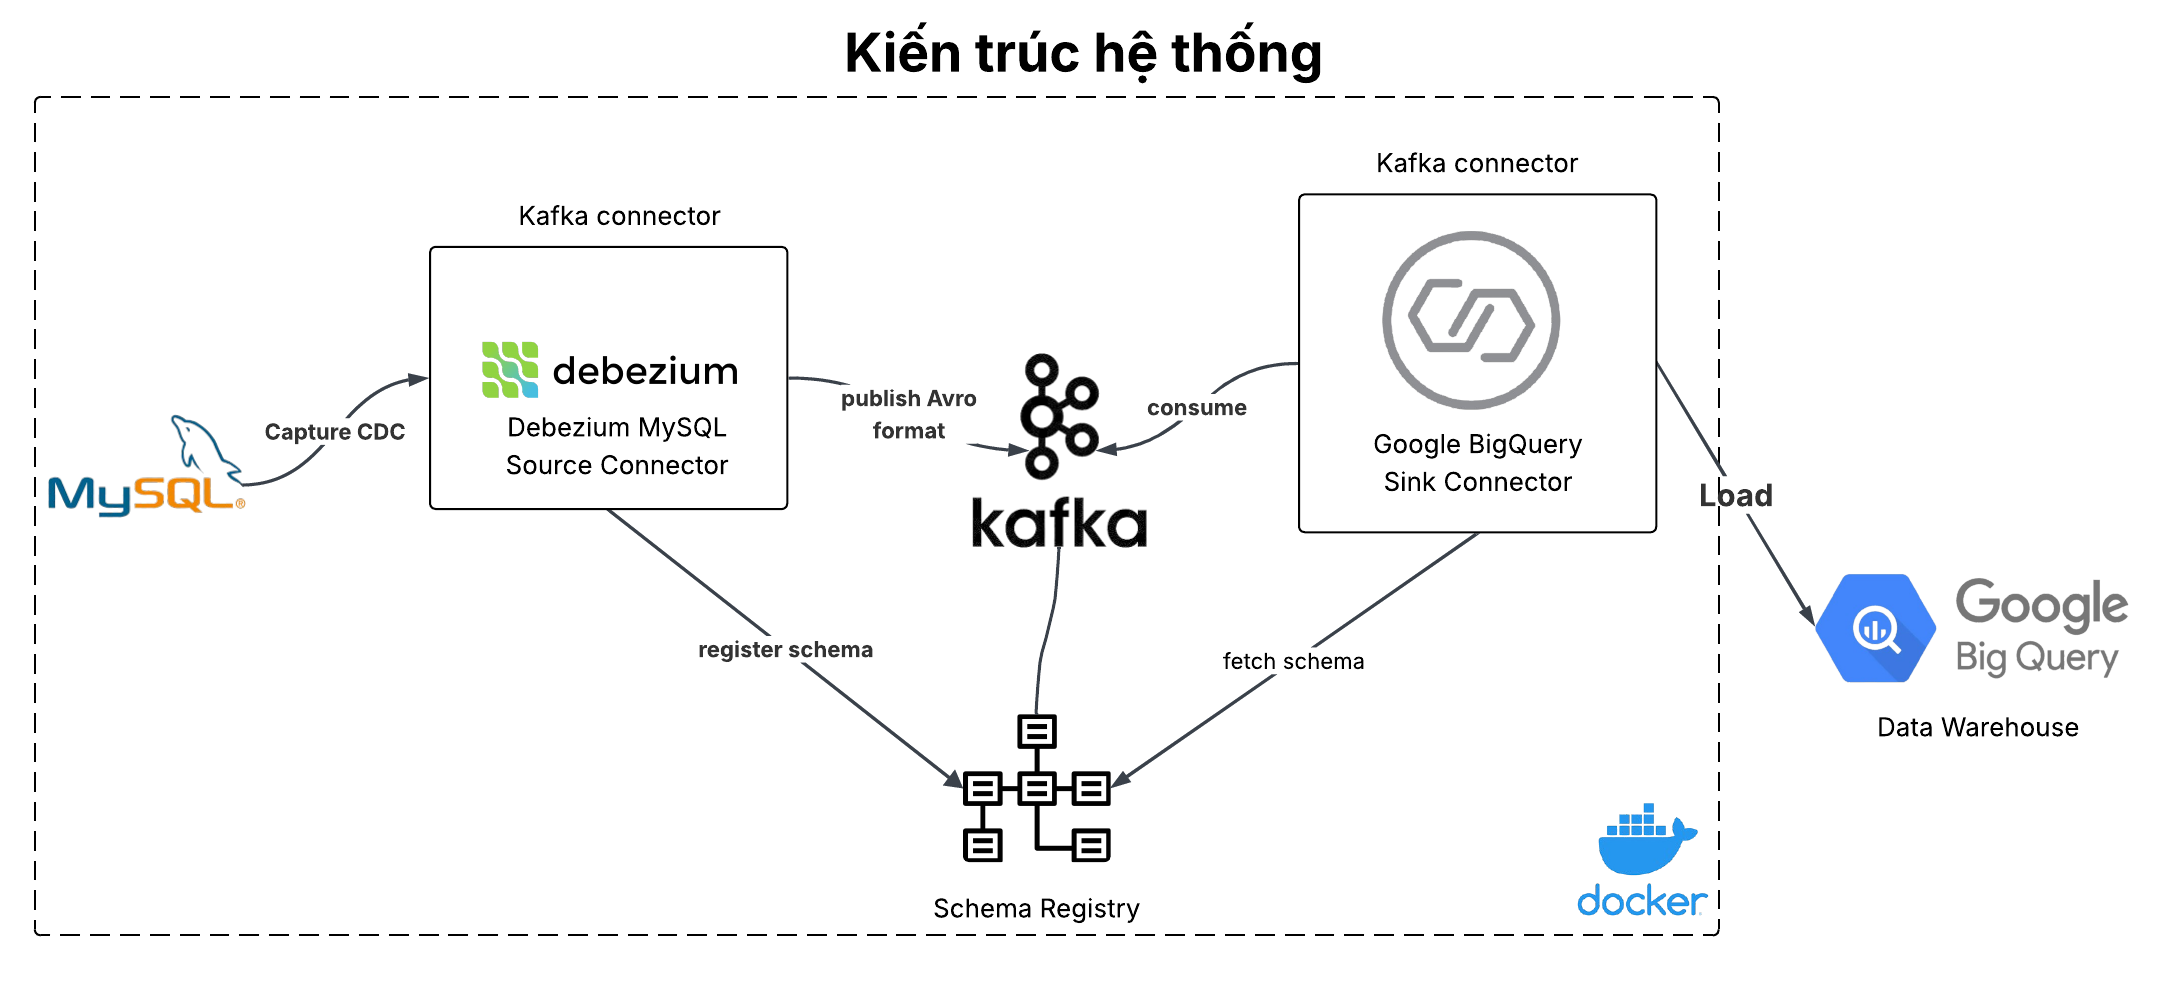 Kiến trúc hệ thống
Kafka connector
debezium
Debezium MySQL
Source Connector
Kafka connector
Google BigQuery
Sink Connector
MySQL®
Capture CDC
publish Avro
format
consume
kafka
Load
register schema
fetch schema
Google
Big Query
Data Warehouse
Schema Registry
docker